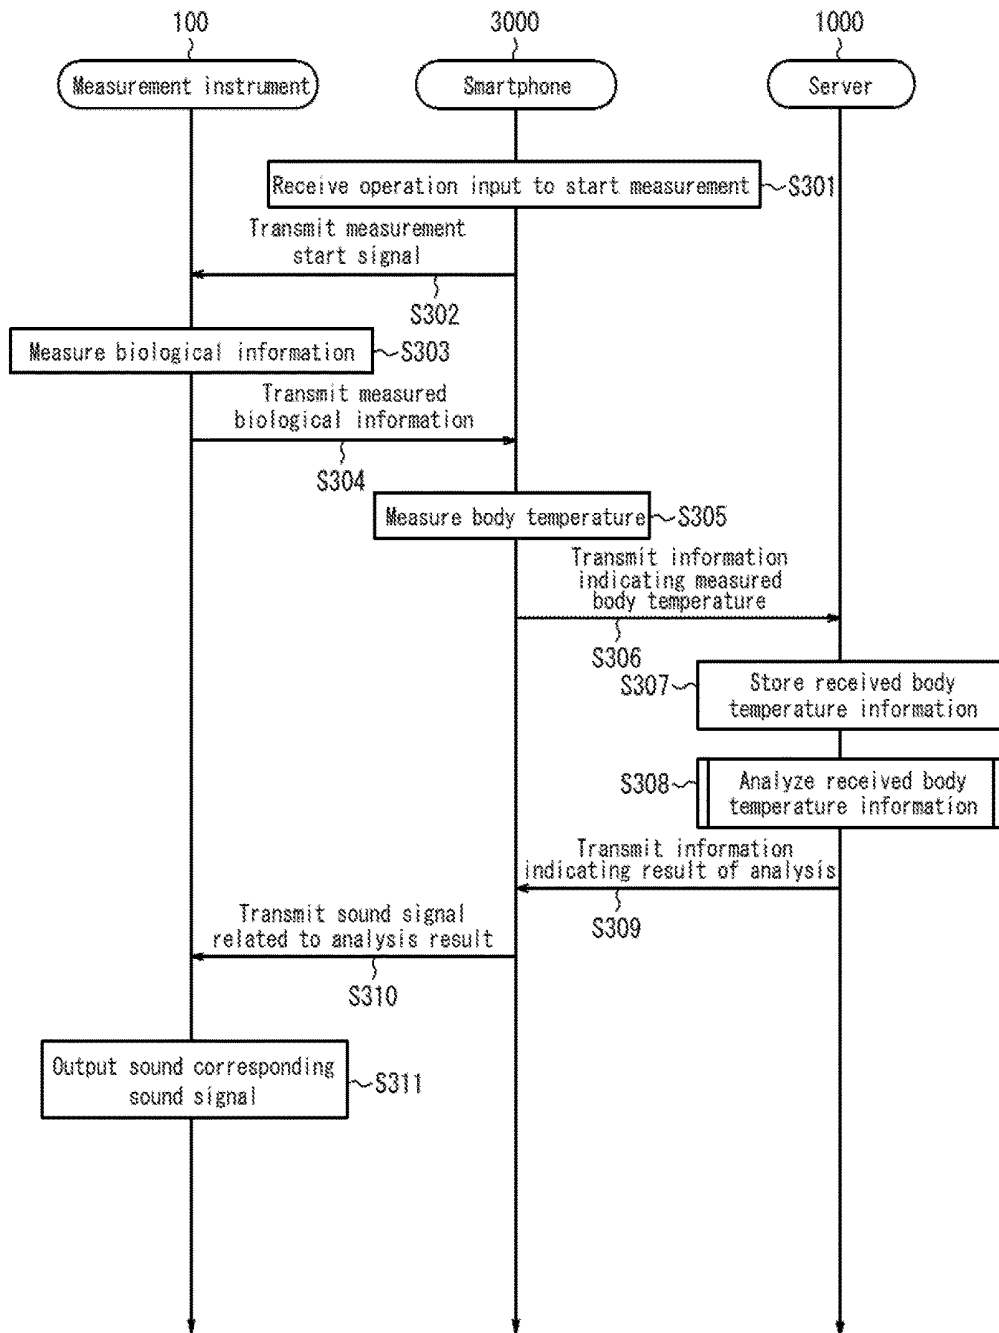 100
3000
1000
Measurement instrument
Smartphone
Server
Receive operation input to start measurement
S301
Transmit measurement
start signal
S302
Measure biological information
S303
Transmit measured
biological information
S304
Measure body temperature
S305
Transmit information
indicating measured
body temperature
S306
S307
Store received body
temperature information
S308
Analyze received body
temperature information
Transmit information
indicating result of analysis
S309
Transmit sound signal
related to analysis result
S310
Output sound corresponding
sound signal
S311